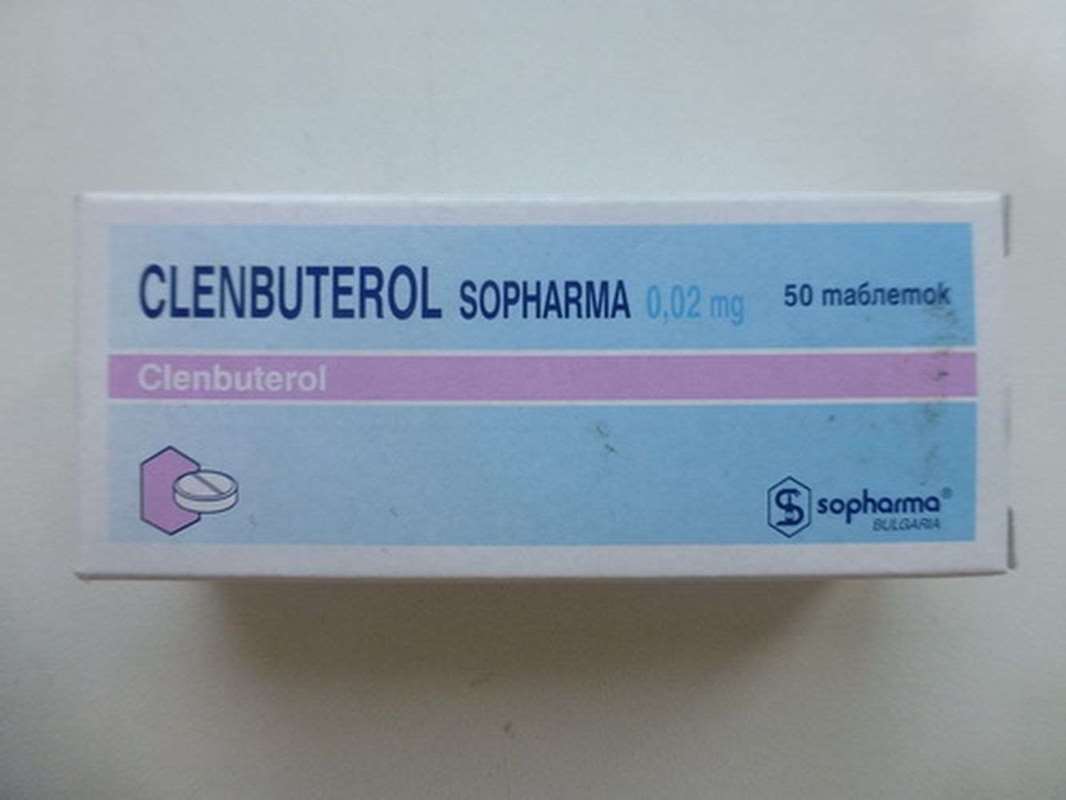 CLENBUTEROL SOPHARMA 0,02 mg 50 таблеток
Clenbuterol
sopharma®
BULGARIA